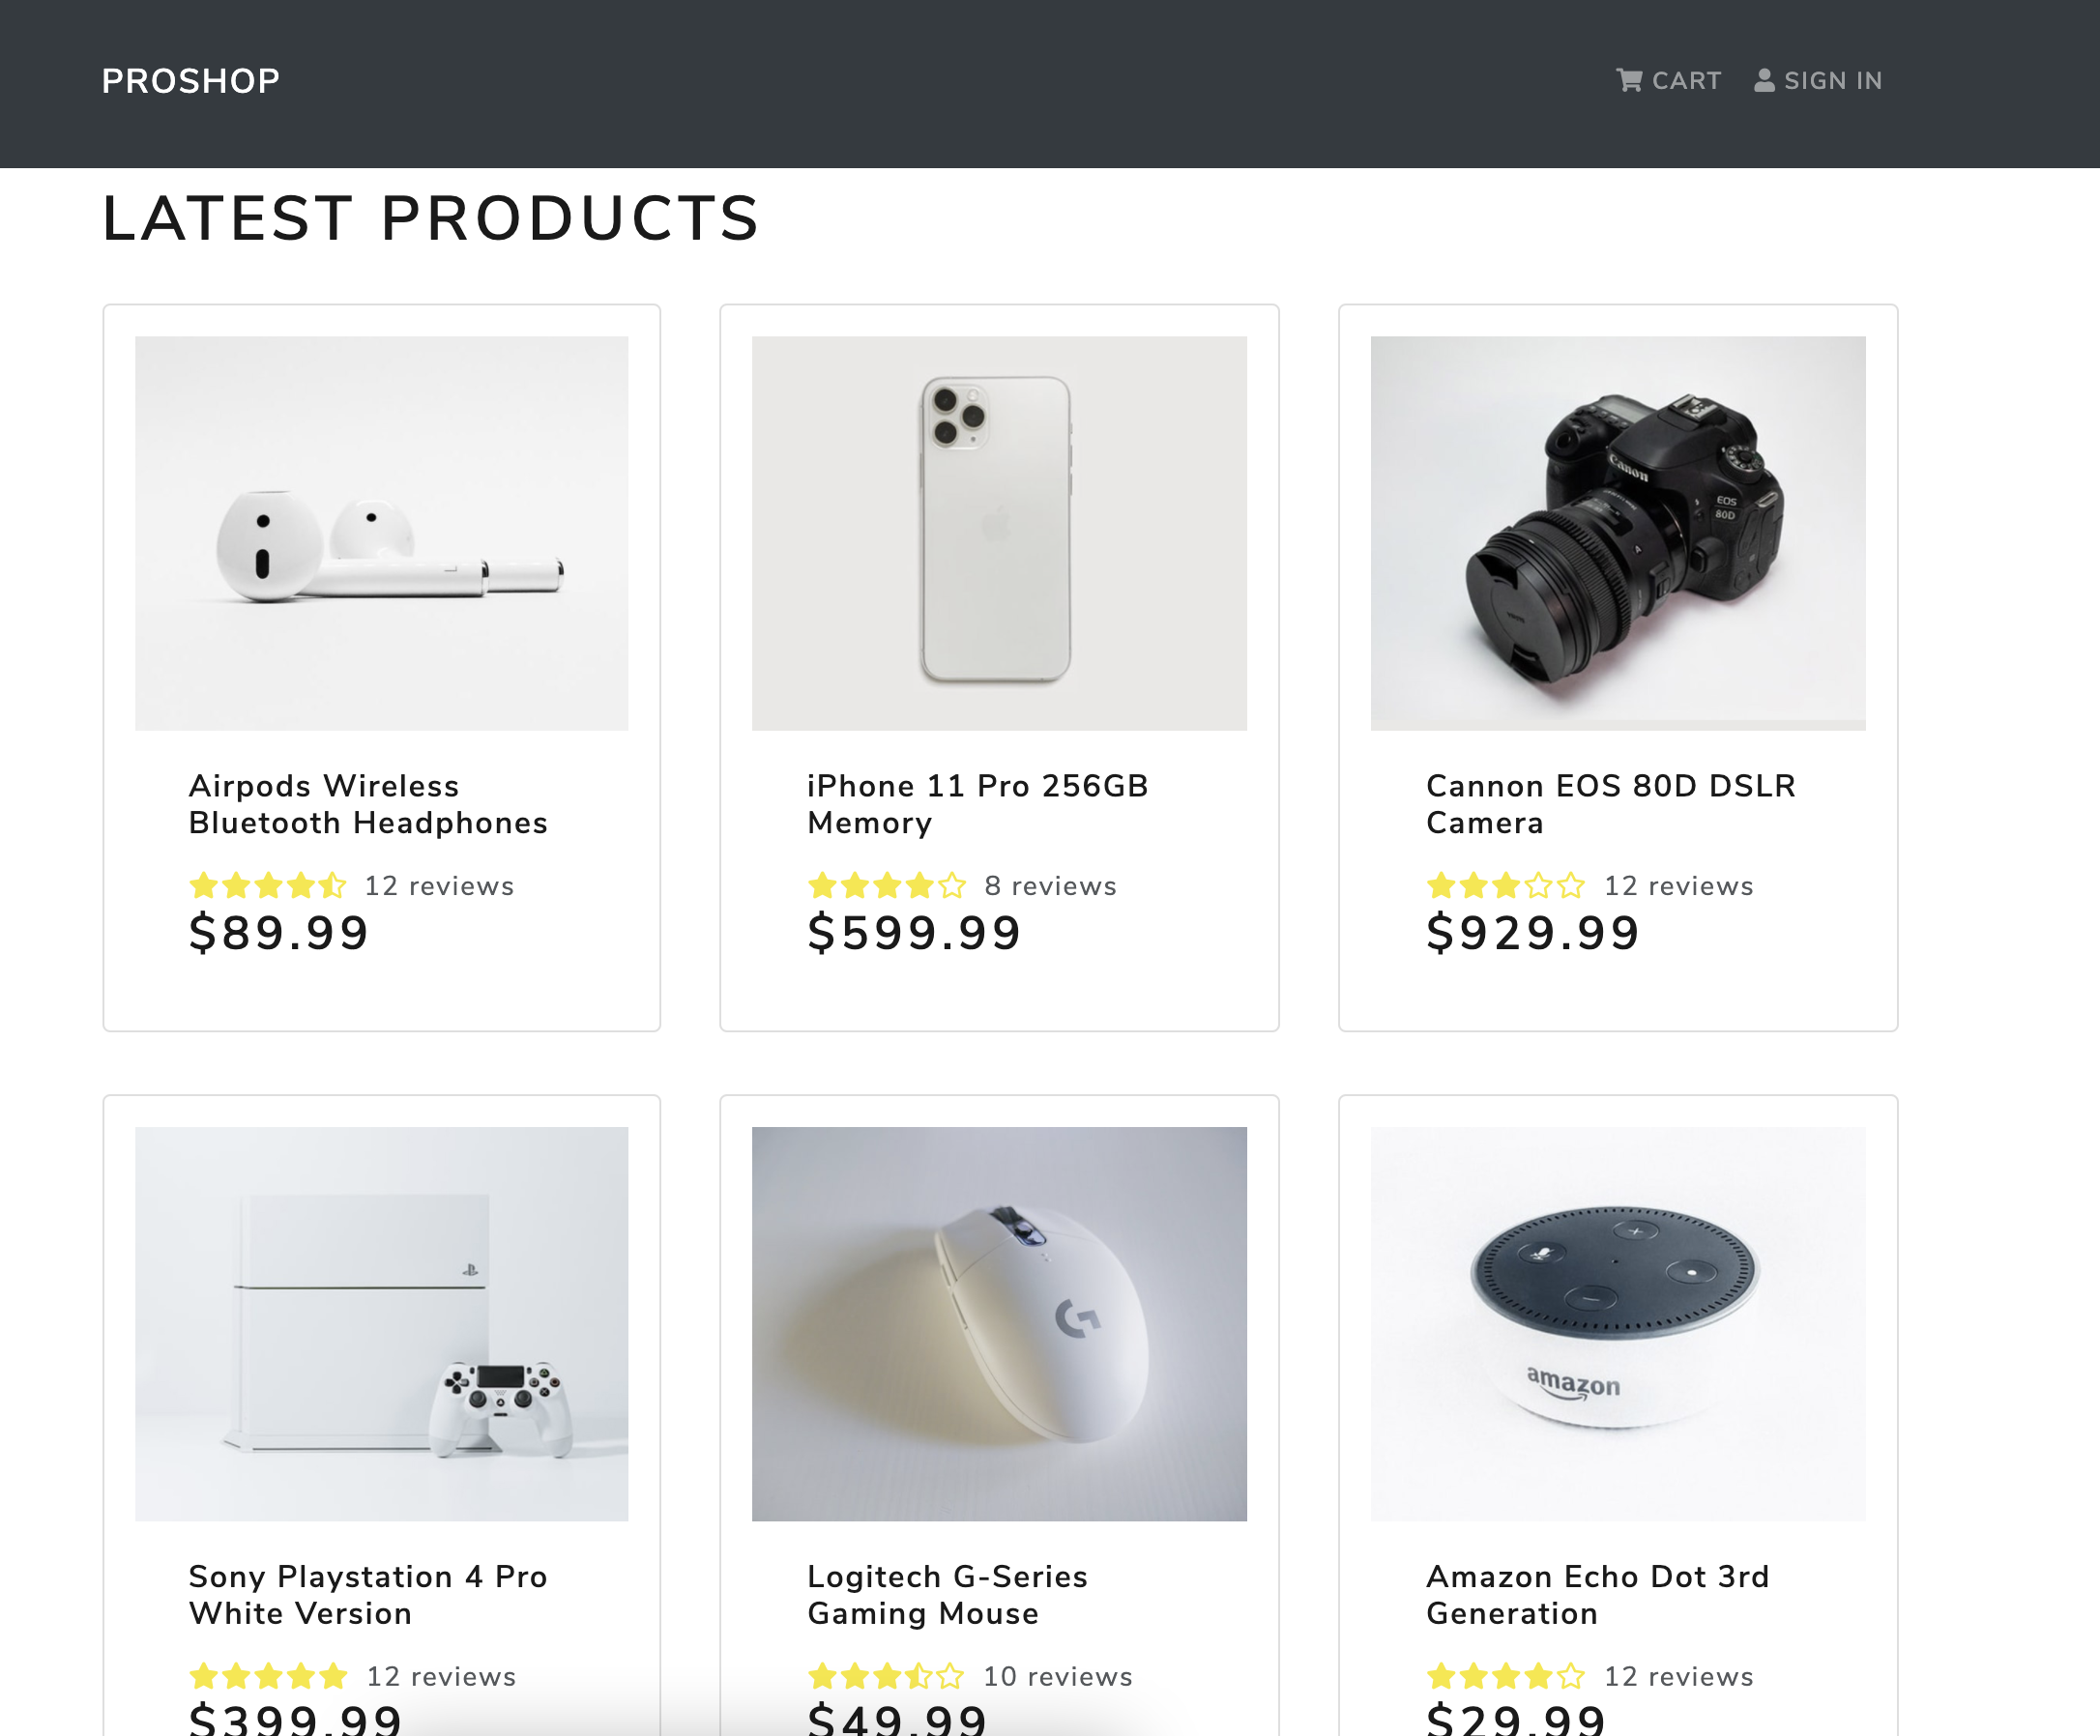 PROSHOP
CART
SIGN IN
LATEST PRODUCTS
Canon
EOS
80D
Airpods Wireless
Bluetooth Headphones
12 reviews
$89.99
iPhone 11 Pro 256GB
Memory
8 reviews
$599.99
Cannon EOS 80D DSLR
Camera
12 reviews
$929.99
amazon
Sony Playstation 4 Pro
White Version
12 reviews
$399.99
Logitech G-Series
Gaming Mouse
10 reviews
$49.99
Amazon Echo Dot 3rd
Generation
12 reviews
$29.99